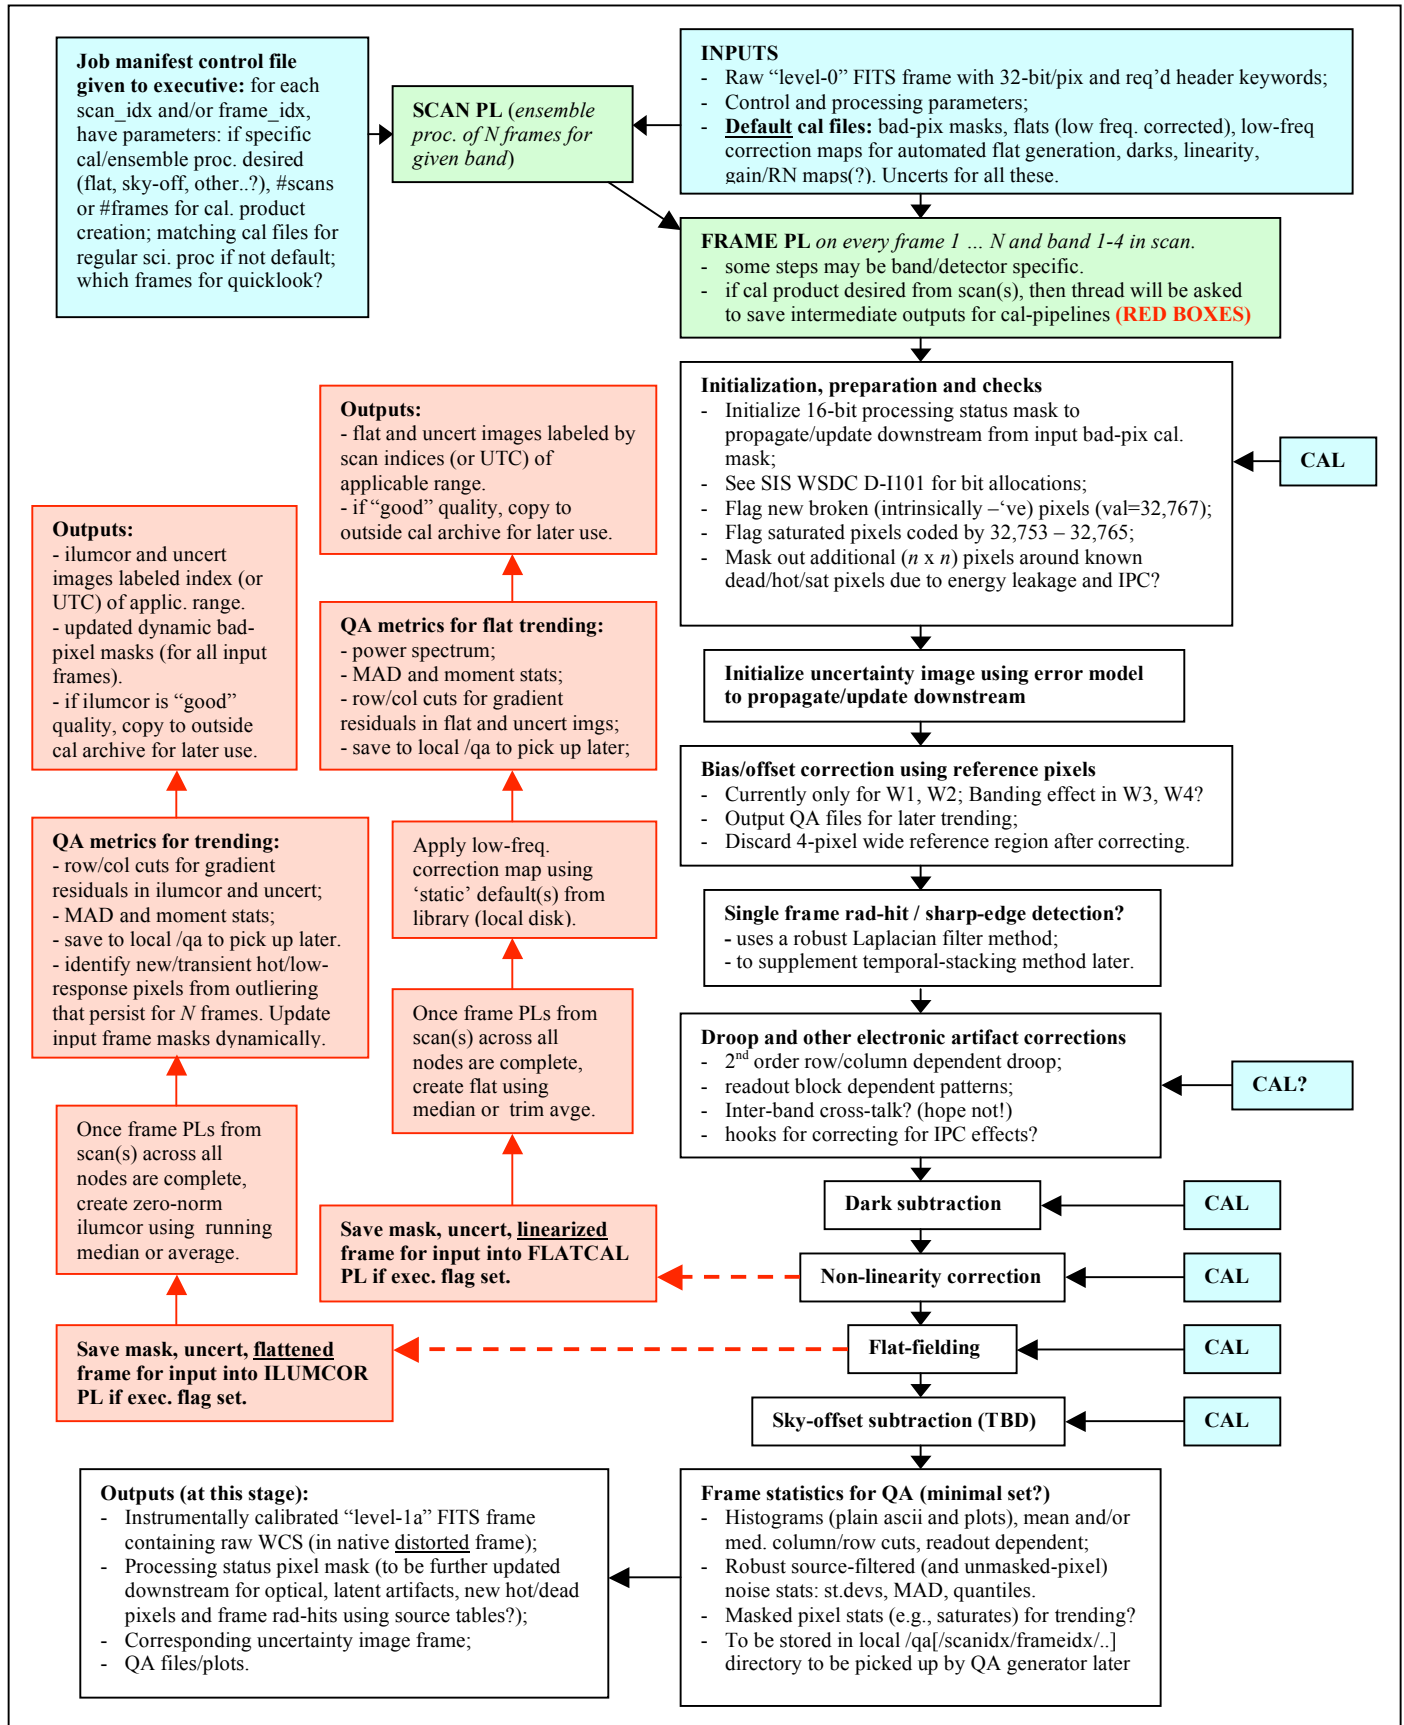 Job manifest control file
given to executive: for each
scan_idx and/or frame_idx,
have parameters: if specific
cal/ensemble proc. desired
(flat, sky-off, other..?), #scans
or #frames for cal. product
creation; matching cal files for
regular sci. proc if not default;
which frames for quicklook?
SCAN PL (ensemble
proc. of N frames for
given band)
INPUTS
- Raw “level-0” FITS frame with 32-bit/pix and req’d header keywords;
- Control and processing parameters;
- Default cal files: bad-pix masks, flats (low freq. corrected), low-freq
correction maps for automated flat generation, darks, linearity,
gain/RN maps(?). Uncerts for all these.
FRAME PL on every frame 1 … N and band 1-4 in scan.
- some steps may be band/detector specific.
- if cal product desired from scan(s), then thread will be asked
to save intermediate outputs for cal-pipelines (RED BOXES)
Initialization, preparation and checks
- Initialize 16-bit processing status mask to
propagate/update downstream from input bad-pix cal.
mask;
- See SIS WSDC D-I101 for bit allocations;
- Flag new broken (intrinsically –‘ve) pixels (val=32,767);
- Flag saturated pixels coded by 32,753 – 32,765;
- Mask out additional (n x n) pixels around known
dead/hot/sat pixels due to energy leakage and IPC?
CAL
Initialize uncertainty image using error model
to propagate/update downstream
Bias/offset correction using reference pixels
- Currently only for W1, W2; Banding effect in W3, W4?
- Output QA files for later trending;
- Discard 4-pixel wide reference region after correcting.
Single frame rad-hit / sharp-edge detection?
- uses a robust Laplacian filter method;
- to supplement temporal-stacking method later.
Droop and other electronic artifact corrections
- 2nd order row/column dependent droop;
- readout block dependent patterns;
- Inter-band cross-talk? (hope not!)
- hooks for correcting for IPC effects?
CAL?
Dark subtraction
CAL
Non-linearity correction
CAL
Flat-fielding
CAL
Sky-offset subtraction (TBD)
CAL
Outputs:
- flat and uncert images labeled by
scan indices (or UTC) of
applicable range.
- if “good” quality, copy to
outside cal archive for later use.
QA metrics for flat trending:
- power spectrum;
- MAD and moment stats;
- row/col cuts for gradient
residuals in flat and uncert imgs;
- save to local /qa to pick up later;
Apply low-freq.
correction map using
‘static’ default(s) from
library (local disk).
Once frame PLs from
scan(s) across all
nodes are complete,
create flat using
median or trim avge.
Save mask, uncert, linearized
frame for input into FLATCAL
PL if exec. flag set.
Outputs:
- ilumcor and uncert
images labeled index (or
UTC) of applic. range.
- updated dynamic bad-
pixel masks (for all input
frames).
- if ilumcor is “good”
quality, copy to outside
cal archive for later use.
QA metrics for trending:
- row/col cuts for gradient
residuals in ilumcor and uncert;
- MAD and moment stats;
- save to local /qa to pick up later.
- identify new/transient hot/low-
response pixels from outliering
that persist for N frames. Update
input frame masks dynamically.
Once frame PLs from
scan(s) across all
nodes are complete,
create zero-norm
ilumcor using running
median or average.
Save mask, uncert, flattened
frame for input into ILUMCOR
PL if exec. flag set.
Outputs (at this stage):
- Instrumentally calibrated “level-1a” FITS frame
containing raw WCS (in native distorted frame);
- Processing status pixel mask (to be further updated
downstream for optical, latent artifacts, new hot/dead
pixels and frame rad-hits using source tables?);
- Corresponding uncertainty image frame;
- QA files/plots.
Frame statistics for QA (minimal set?)
- Histograms (plain ascii and plots), mean and/or
med. column/row cuts, readout dependent;
- Robust source-filtered (and unmasked-pixel)
noise stats: st.devs, MAD, quantiles.
- Masked pixel stats (e.g., saturates) for trending?
- To be stored in local /qa[/scanidx/frameidx/..]
directory to be picked up by QA generator later